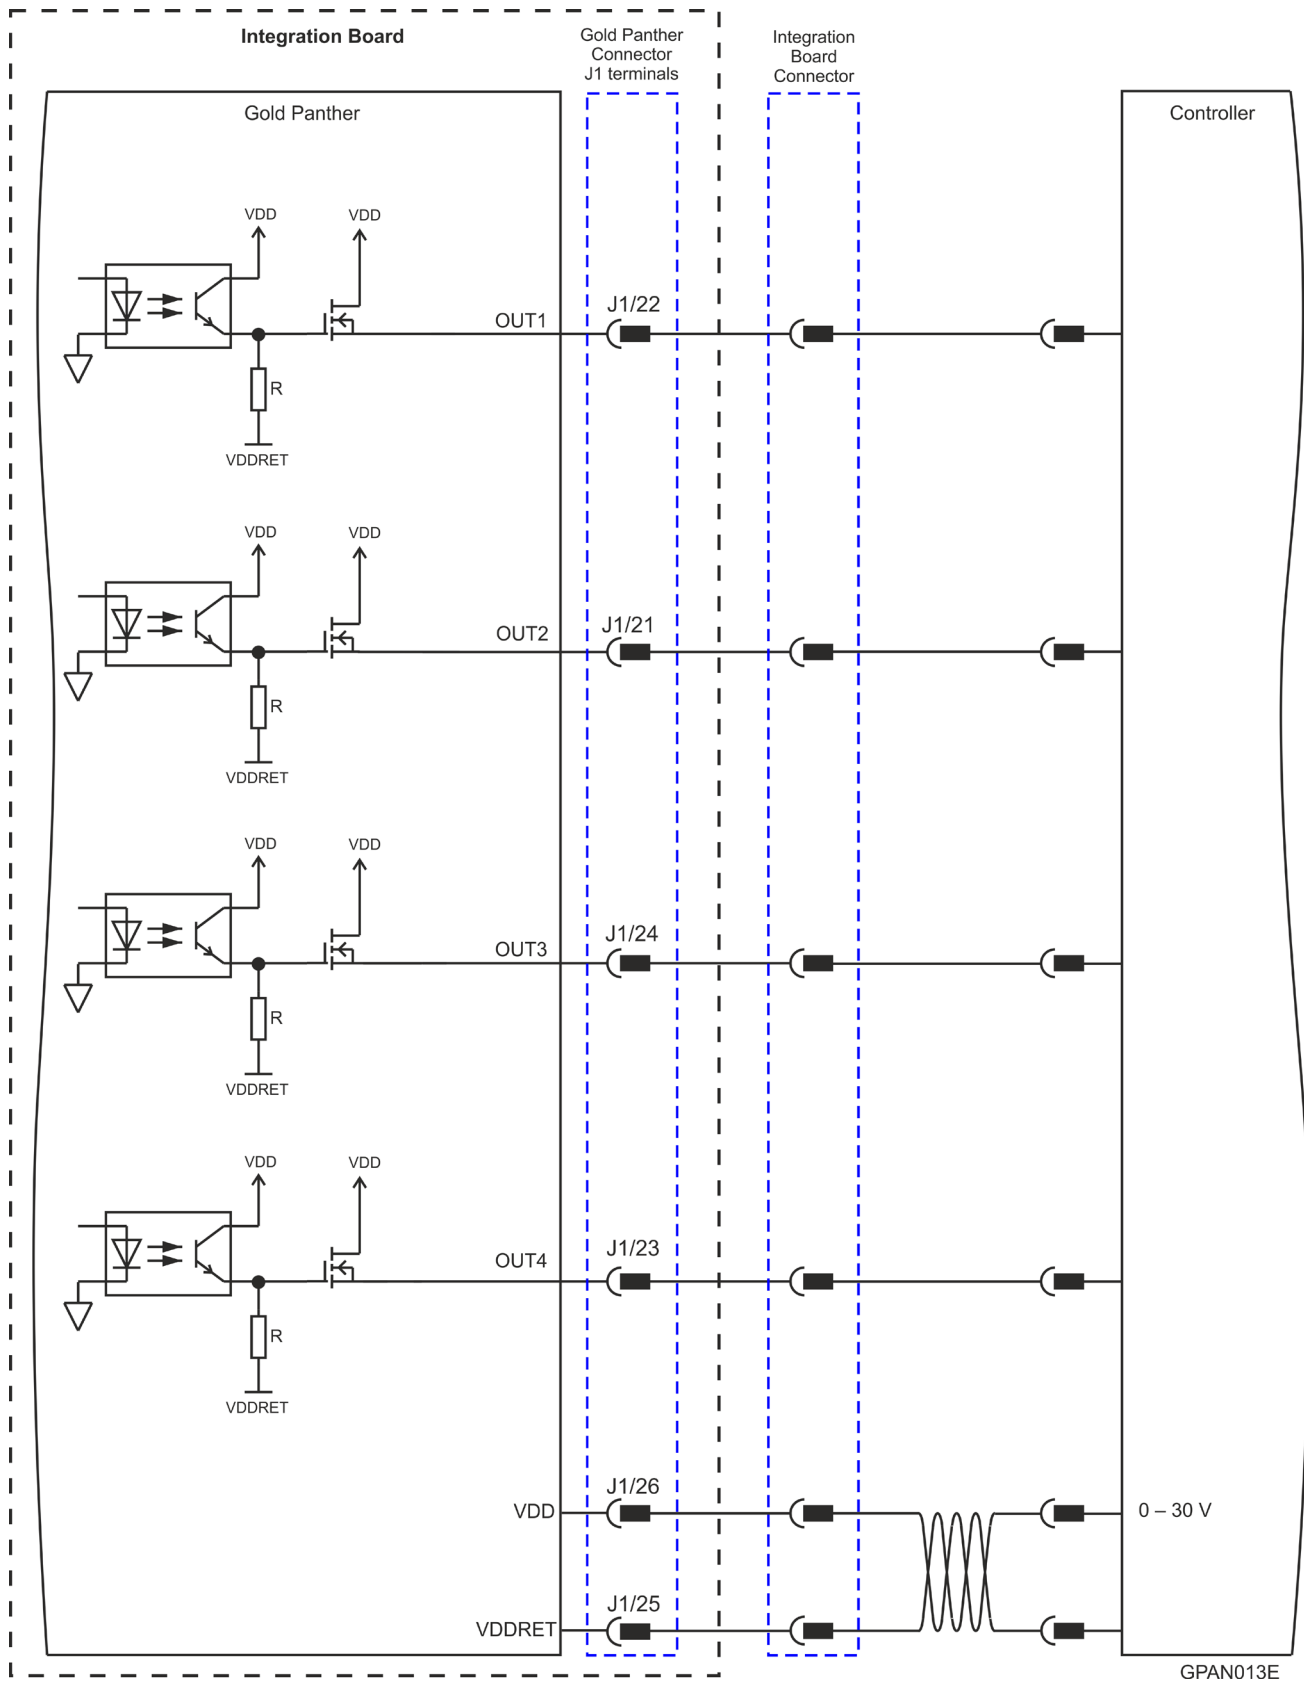 Integration Board
Gold Panther
Connector
J1 terminals
Integration
Board
Connector
Gold Panther
Controller
VDD
VDD
OUT1
J1/22
R
VDDRET
VDD
VDD
OUT2
J1/21
R
VDDRET
VDD
VDD
OUT3
J1/24
R
VDDRET
VDD
VDD
OUT4
J1/23
R
VDDRET
VDD
J1/26
0 – 30 V
VDDRET
J1/25
GPAN013E